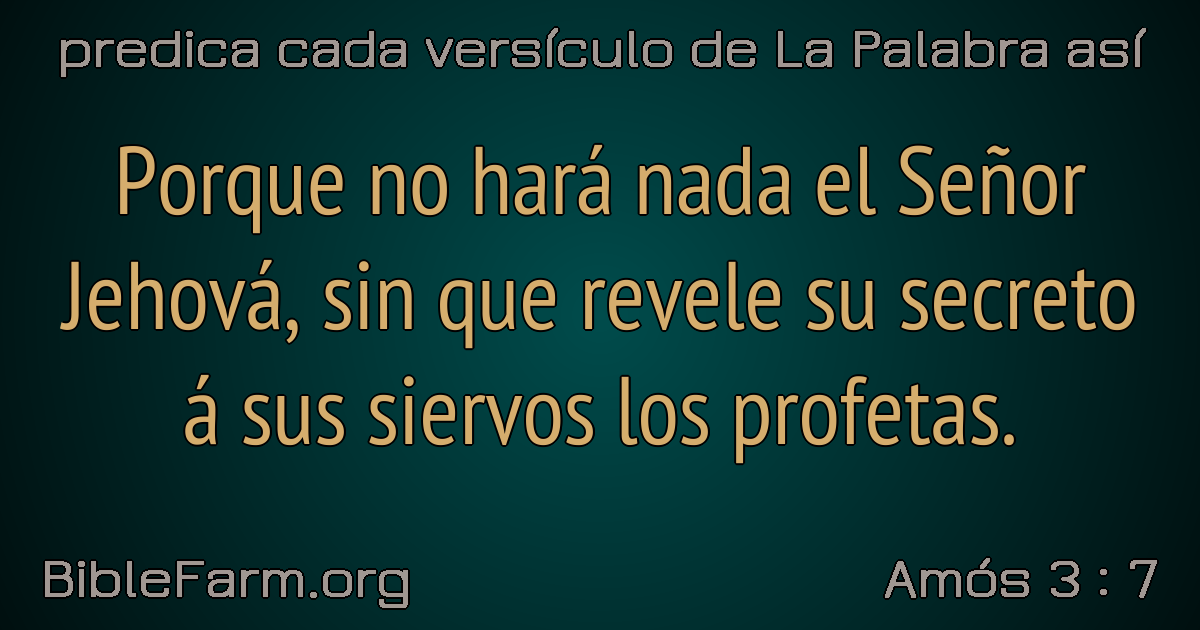 predica cada versículo de La Palabra así
Porque no hará nada el Señor
Jehová, sin que revele su secreto
á sus siervos los profetas.
BibleFarm.org
Amós 3 : 7